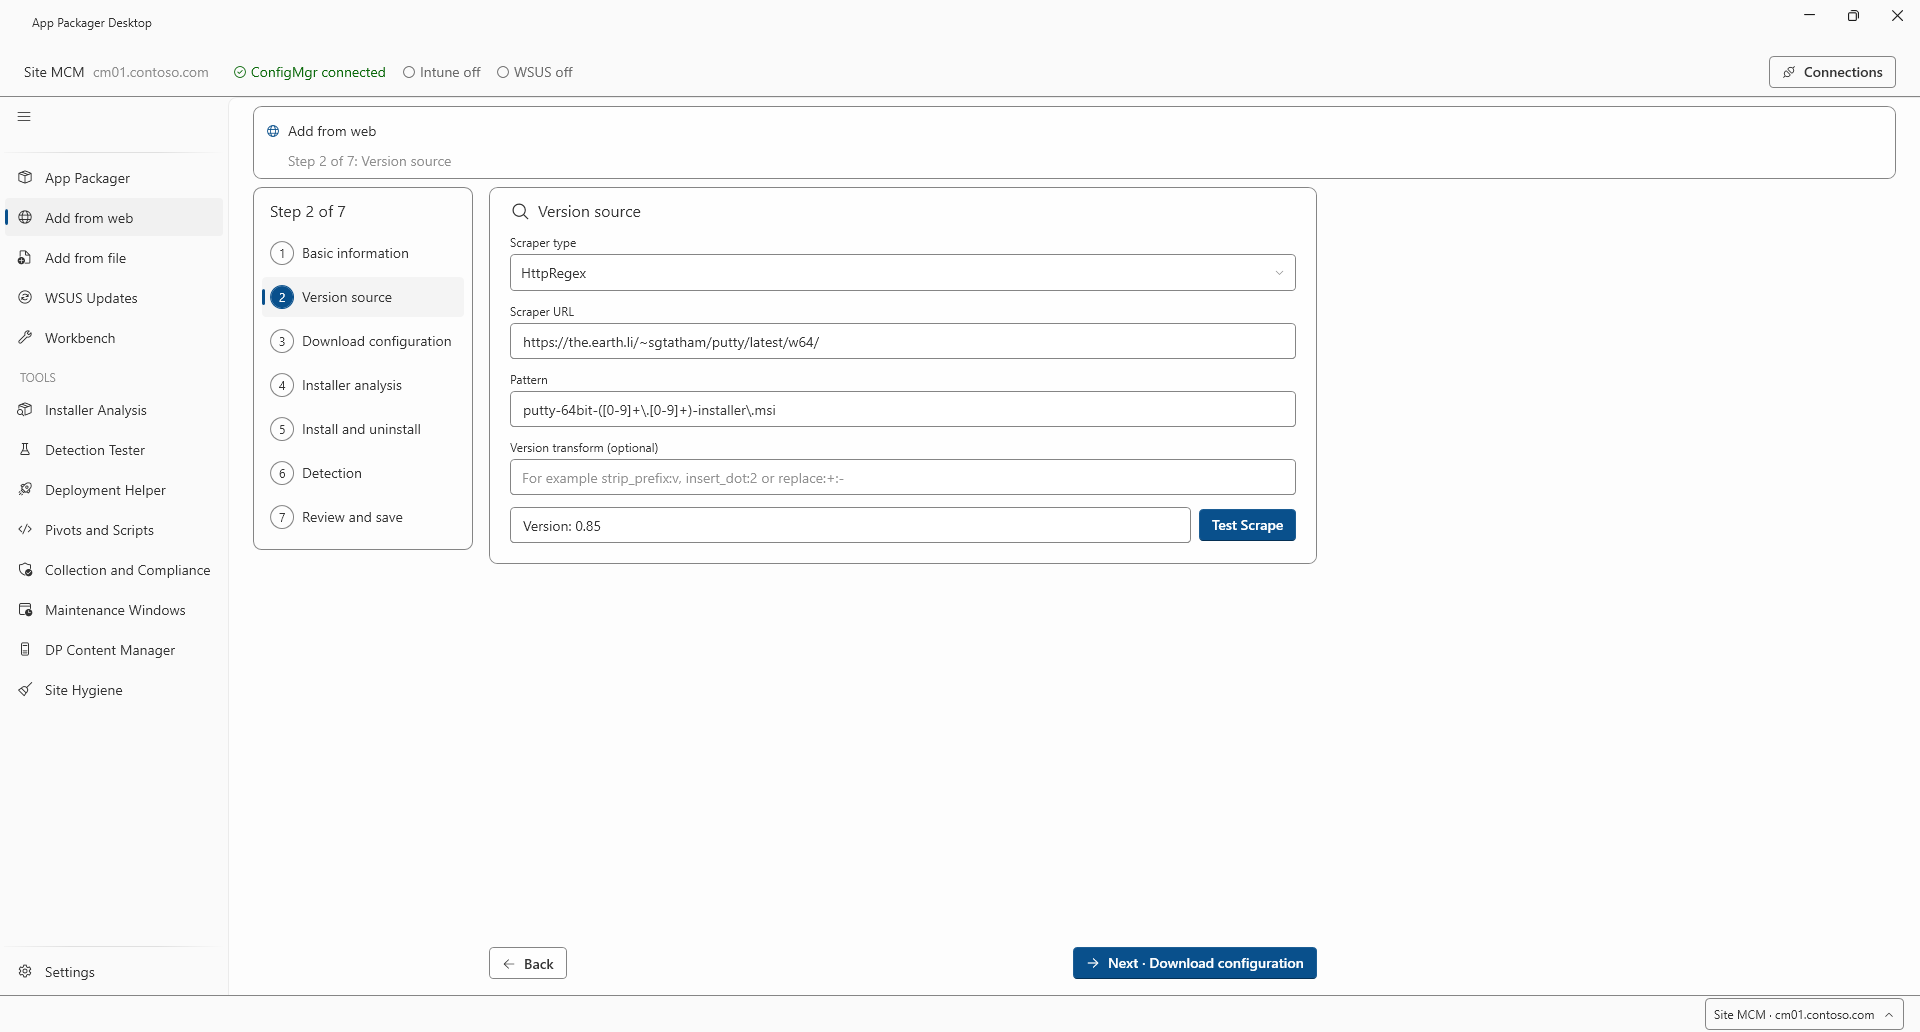 App Packager Desktop
Site MCM cm01.contoso.com ConfigMgr connected Intune off WSUS off Connections
App Packager
Add from web
Add from file
WSUS Updates
Workbench
TOOLS
Installer Analysis
Detection Tester
Deployment Helper
Pivots and Scripts
Collection and Compliance
Maintenance Windows
DP Content Manager
Site Hygiene
Settings
Add from web
Step 2 of 7: Version source
Step 2 of 7
1 Basic information
2 Version source
3 Download configuration
4 Installer analysis
5 Install and uninstall
6 Detection
7 Review and save
Version source
Scraper type
HttpRegex
Scraper URL
https://the.earth.li/~sgtatham/putty/latest/w64/
Pattern
putty-64bit-([0-9]+\.[0-9]+)-installer\.msi
Version transform (optional)
For example strip_prefix:v, insert_dot:2 or replace:+:-
Version: 0.85 Test Scrape
Back Next · Download configuration
Site MCM · cm01.contoso.com